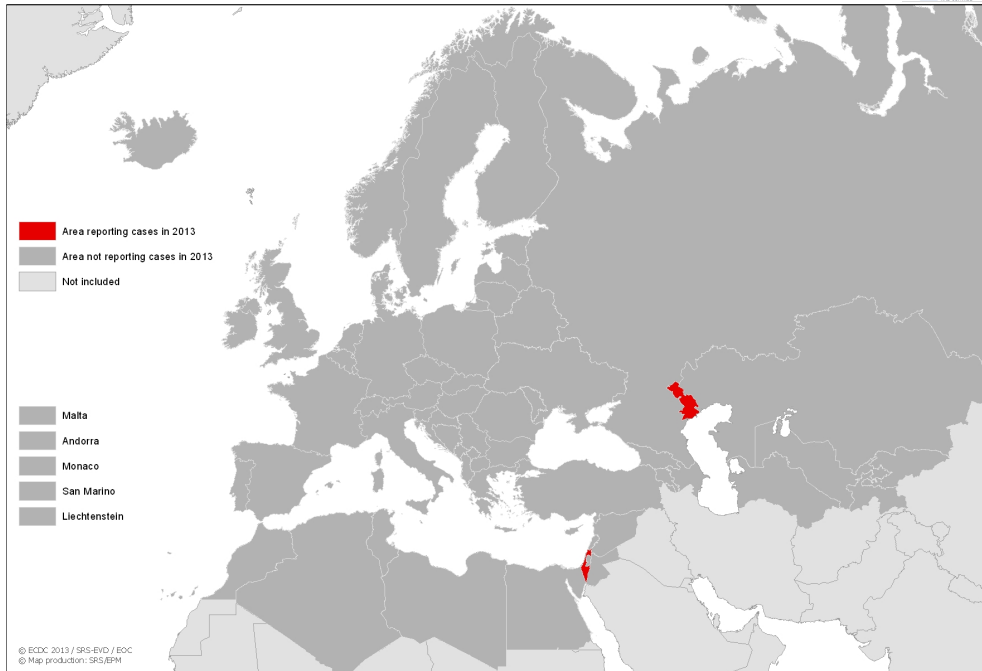 Area reporting cases in 2013
Area not reporting cases in 2013
Not included
Malta
Andorra
Monaco
San Marino
Liechtenstein
© ECDC 2013 / SRS-EVD / EOC
© Map production: SRS/EPM